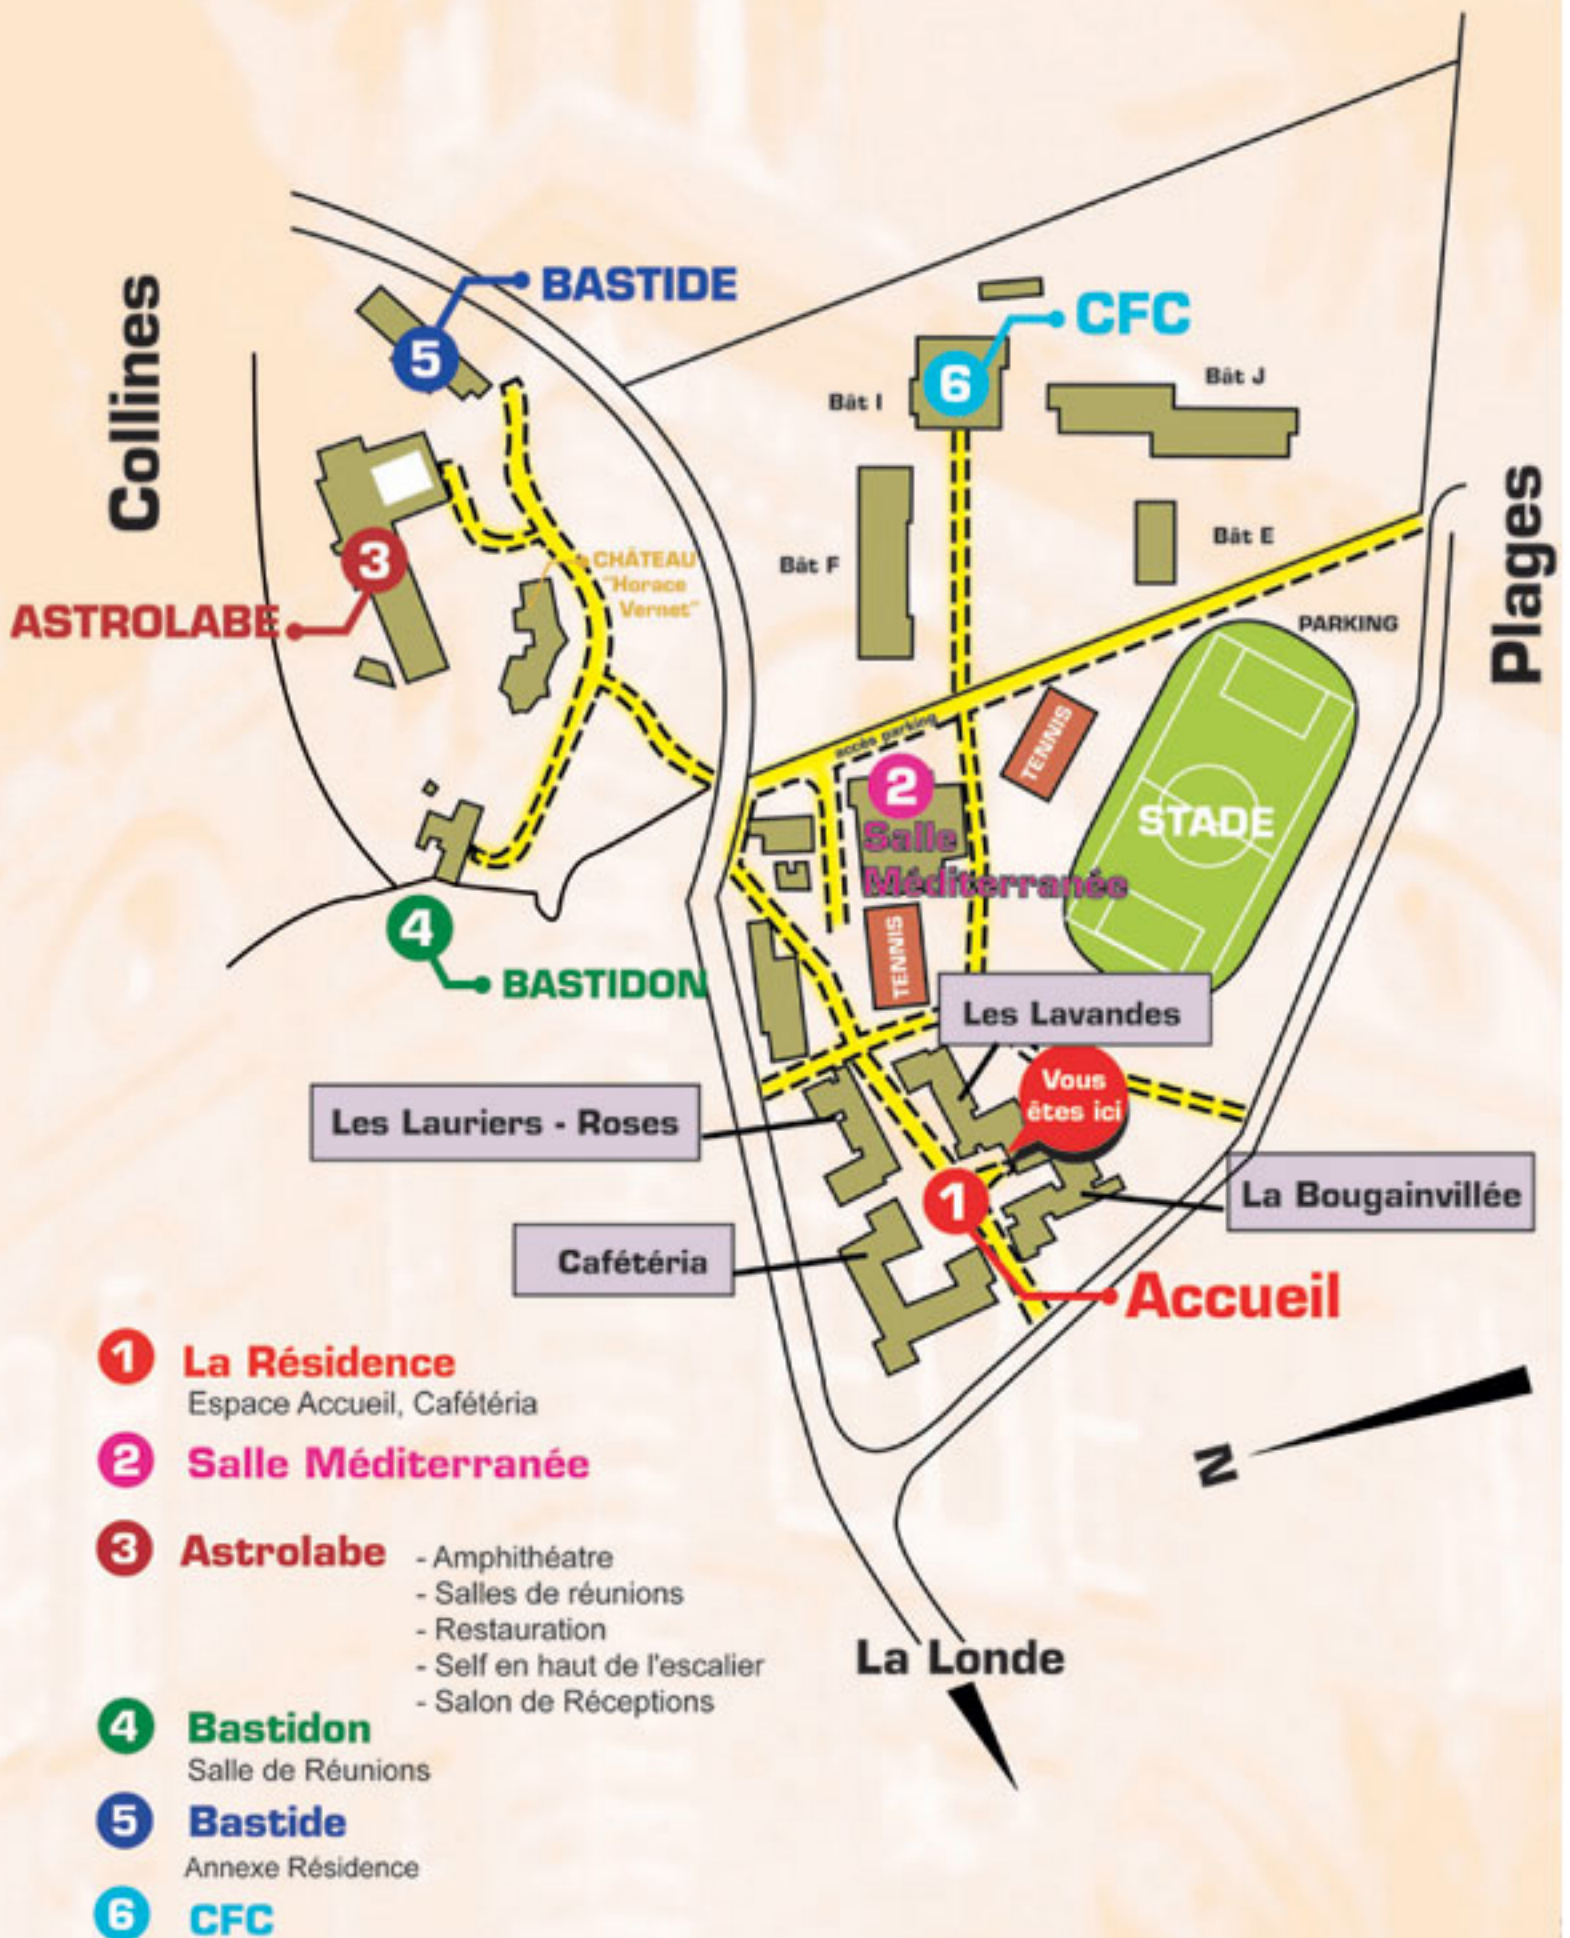 BASTIDE
5
CFC
6
Collines
Bât I
Bât J
Plages
3
ASTROLABE
CHÂTEAU
"Horace
Vernet"
Bât F
Bât E
PARKING
accès parking
TENNIS
2
Salle
Méditerranée
STADE
4
BASTIDON
TENNIS
Les Lavandes
Vous
êtes ici
Les Lauriers - Roses
1
La Bougainvillée
Cafétéria
Accueil
N
1 La Résidence
Espace Accueil, Cafétéria
2 Salle Méditerranée
3 Astrolabe - Amphithéatre
- Salles de réunions
- Restauration
- Self en haut de l'escalier
- Salon de Réceptions
La Londe
4 Bastidon
Salle de Réunions
5 Bastide
Annexe Résidence
6 CFC